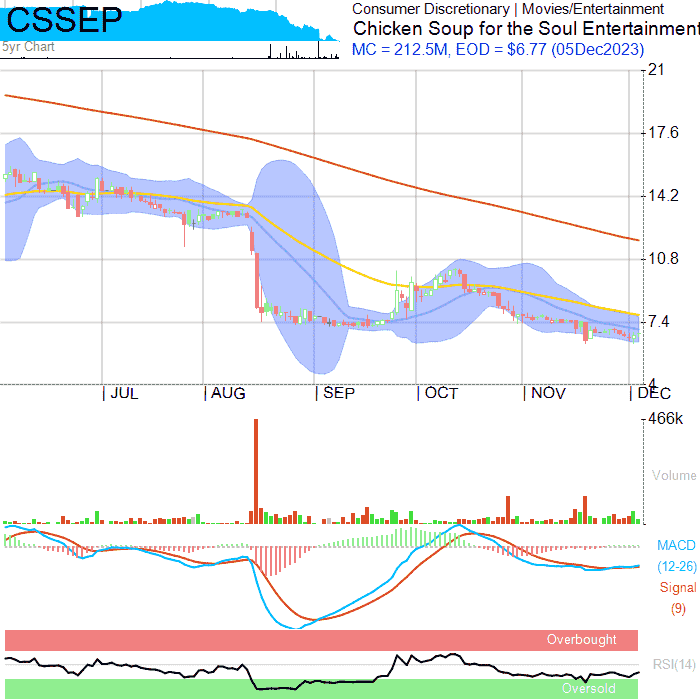 CSSEP
5yr Chart
Consumer Discretionary | Movies/Entertainment
Chicken Soup for the Soul Entertainment
MC = 212.5M, EOD = $6.77 (05Dec2023)
21
17.6
14.2
10.8
7.4
4
JUL AUG SEP OCT NOV DEC
466k
Volume
MACD
(12-26)
Signal
(9)
Overbought
RSI(14)
Oversold